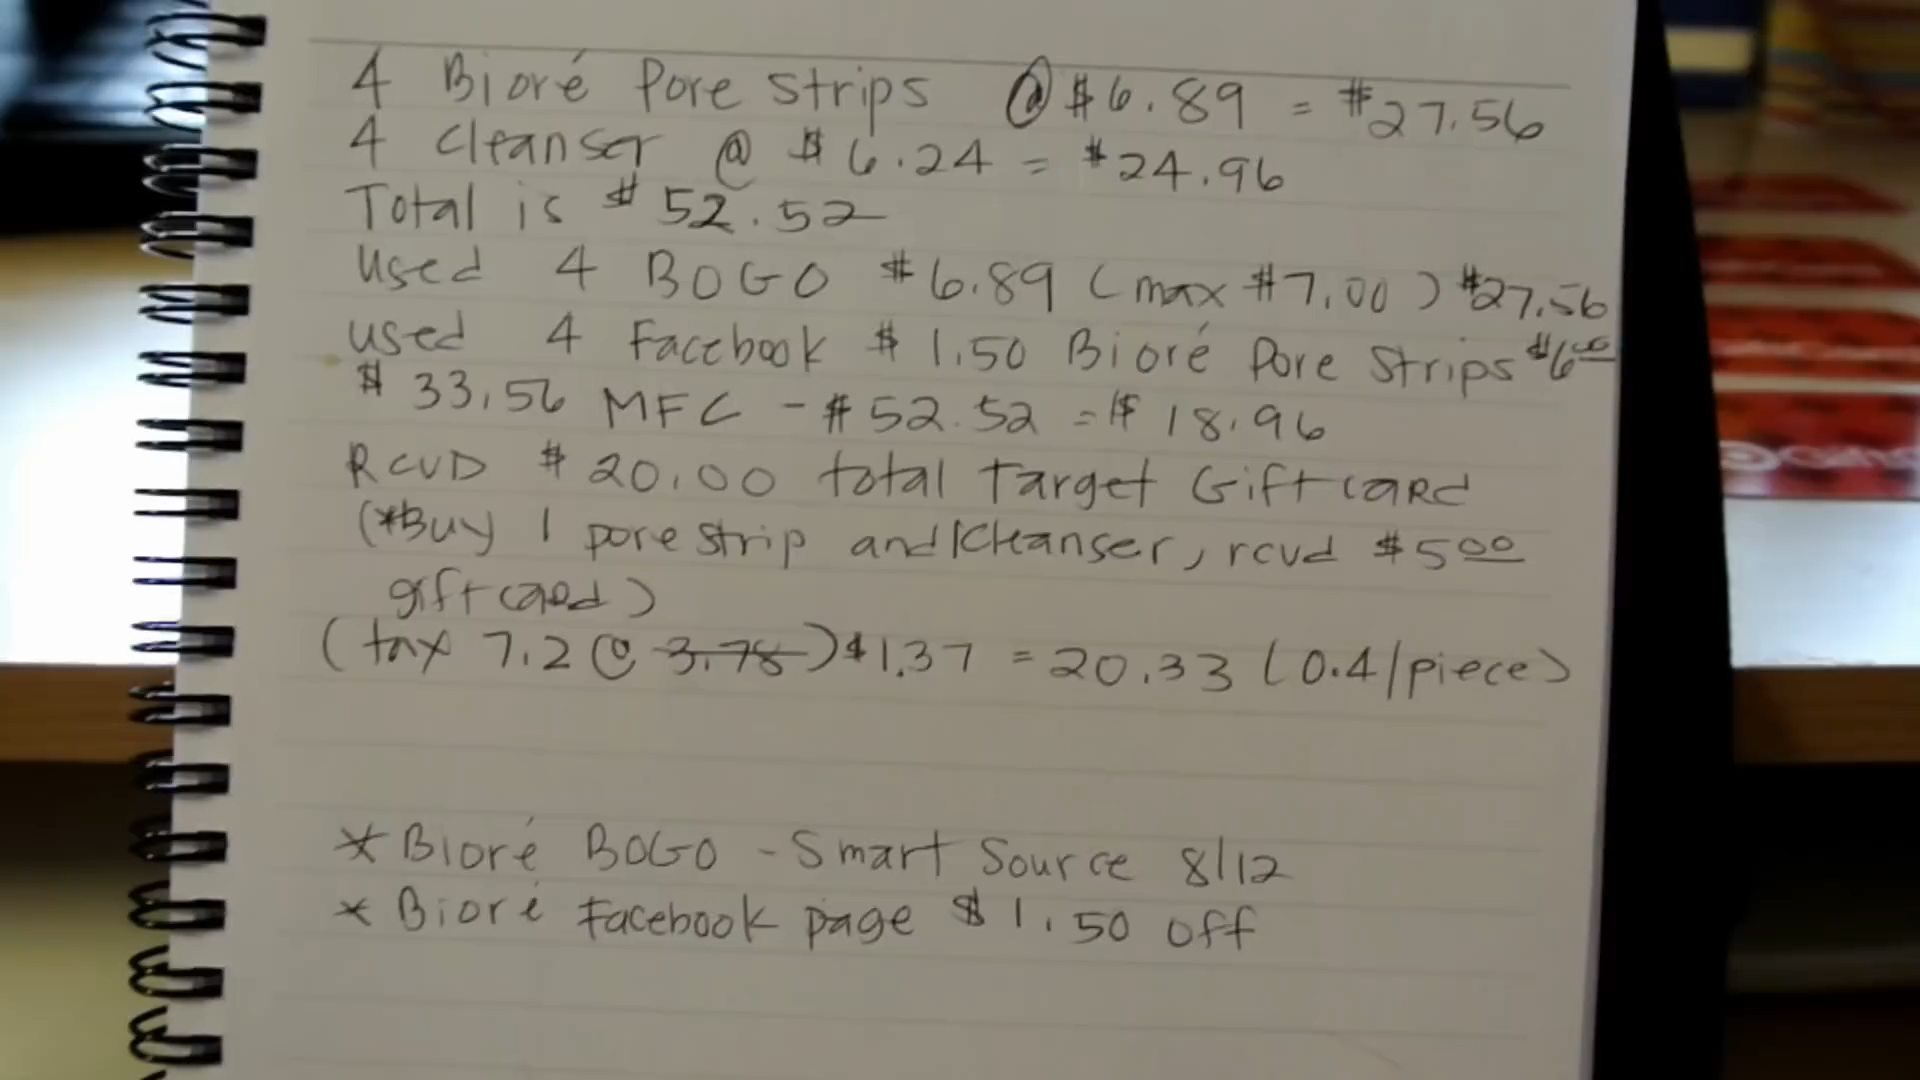 4 Bioré Pore Strips @ $6.89 = $27.56
4 cleanser @ $6.24 = $24.96
Total is $52.52
Used 4 BOGO $6.89 (max $7.00) $27.56
used 4 Facebook $1.50 Bioré Pore Strips $6.00
$33.56 MFC - $52.52 = $18.96
RCVD $20.00 total Target Giftcard
(*Buy 1 pore strip and 1 Cleanser, rcvd $5.00
giftcard)
(tax 7.2 @ 3.78) $1.37 = 20.33 (0.4/piece)
* Bioré BOGO - Smart Source 8/12
* Bioré Facebook page $1.50 off